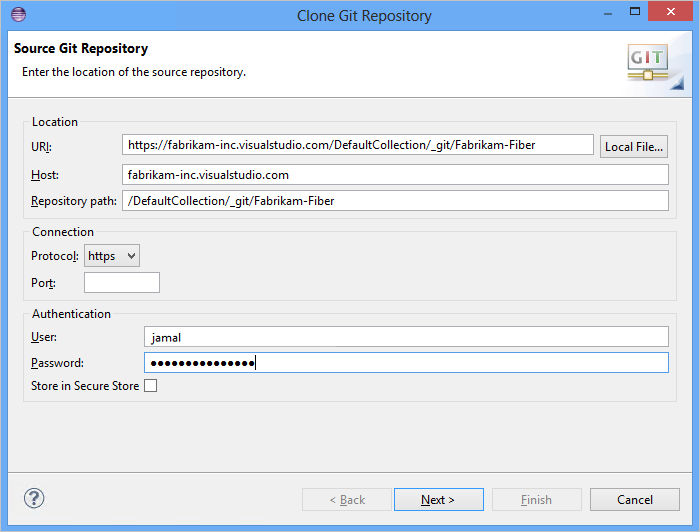 Clone Git Repository
Source Git Repository
Enter the location of the source repository.
GIT
Location
URI: https://fabrikam-inc.visualstudio.com/DefaultCollection/_git/Fabrikam-Fiber Local File...
Host: fabrikam-inc.visualstudio.com
Repository path: /DefaultCollection/_git/Fabrikam-Fiber
Connection
Protocol: https
Port:
Authentication
User: jamal
Password: ●●●●●●●●●●●●●●●
Store in Secure Store
? < Back Next > Finish Cancel